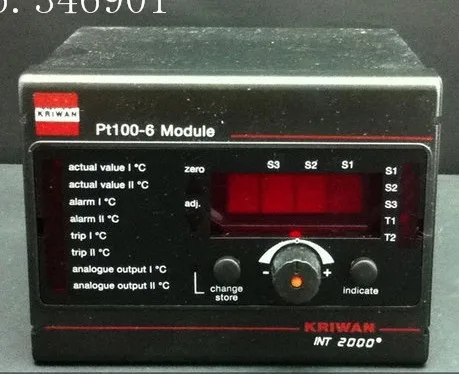 346901
KRIWAN
Pt100-6 Module
actual value I °C
actual value II °C
alarm I °C
alarm II °C
trip I °C
trip II °C
analogue output I °C
analogue output II °C
zero
adj.
S3 S2 S1
S1
S2
S3
T1
T2
- +
change
store
indicate
KRIWAN
INT 2000®